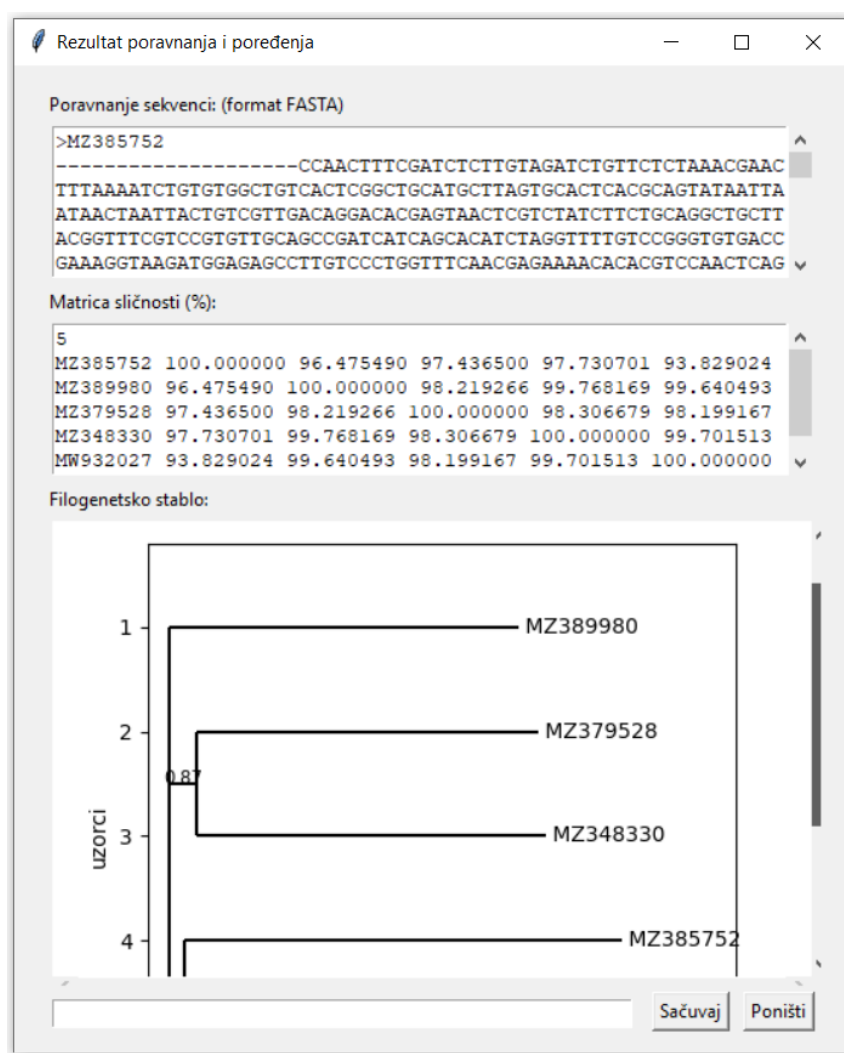 Rezultat poravnanja i poređenja
Poravnanje sekvenci: (format FASTA)
>MZ385752
--------------------CCAACTTTCGATCTCTTGTAGATCTGTTCTCTAAACGAAC
TTTAAAATCTGTGTGGCTGTCACTCGGCTGCATGCTTAGTGCACTCACGCAGTATAATTA
ATAACTAATTACTGTCGTTGACAGGACACGAGTAACTCGTCTATCTTCTGCAGGCTGCTT
ACGGTTTCGTCCGTGTTGCAGCCGATCATCAGCACATCTAGGTTTTGTCCGGGTGTGACC
GAAAGGTAAGATGGAGAGCCTTGTCCCTGGTTTCAACGAGAAAACACACGTCCAACTCAG
Matrica sličnosti (%):
5
MZ385752 100.000000 96.475490 97.436500 97.730701 93.829024
MZ389980 96.475490 100.000000 98.219266 99.768169 99.640493
MZ379528 97.436500 98.219266 100.000000 98.306679 98.199167
MZ348330 97.730701 99.768169 98.306679 100.000000 99.701513
MW932027 93.829024 99.640493 98.199167 99.701513 100.000000
Filogenetsko stablo:
1
MZ389980
2
MZ379528
0.87
uzorci
3
MZ348330
4
MZ385752
Sačuvaj
Poništi